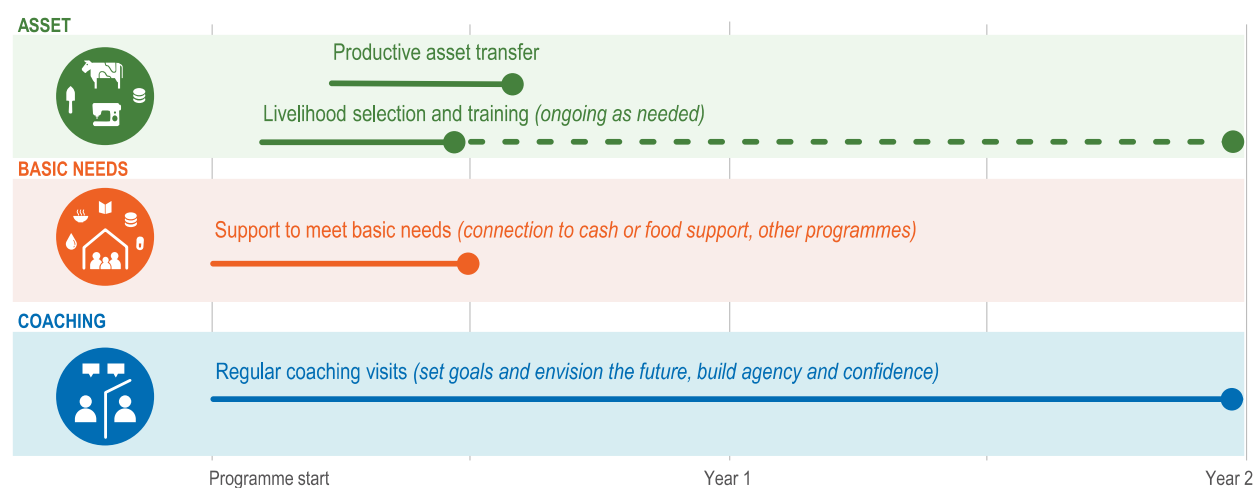 ASSET
Productive asset transfer
Livelihood selection and training (ongoing as needed)
BASIC NEEDS
Support to meet basic needs (connection to cash or food support, other programmes)
COACHING
Regular coaching visits (set goals and envision the future, build agency and confidence)
Programme start
Year 1
Year 2